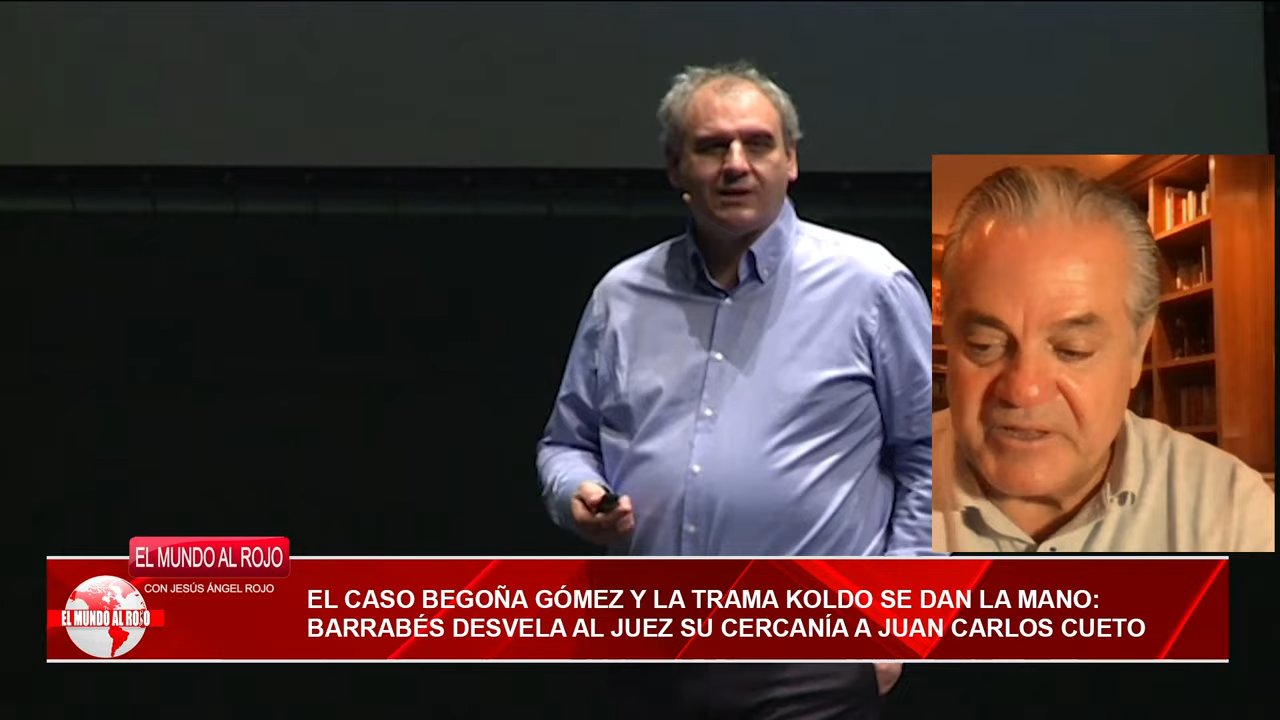 EL MUNDO AL ROJO
CON JESÚS ÁNGEL ROJO
EL MUNDO AL ROJO
EL CASO BEGOÑA GÓMEZ Y LA TRAMA KOLDO SE DAN LA MANO:
BARRABÉS DESVELA AL JUEZ SU CERCANÍA A JUAN CARLOS CUETO